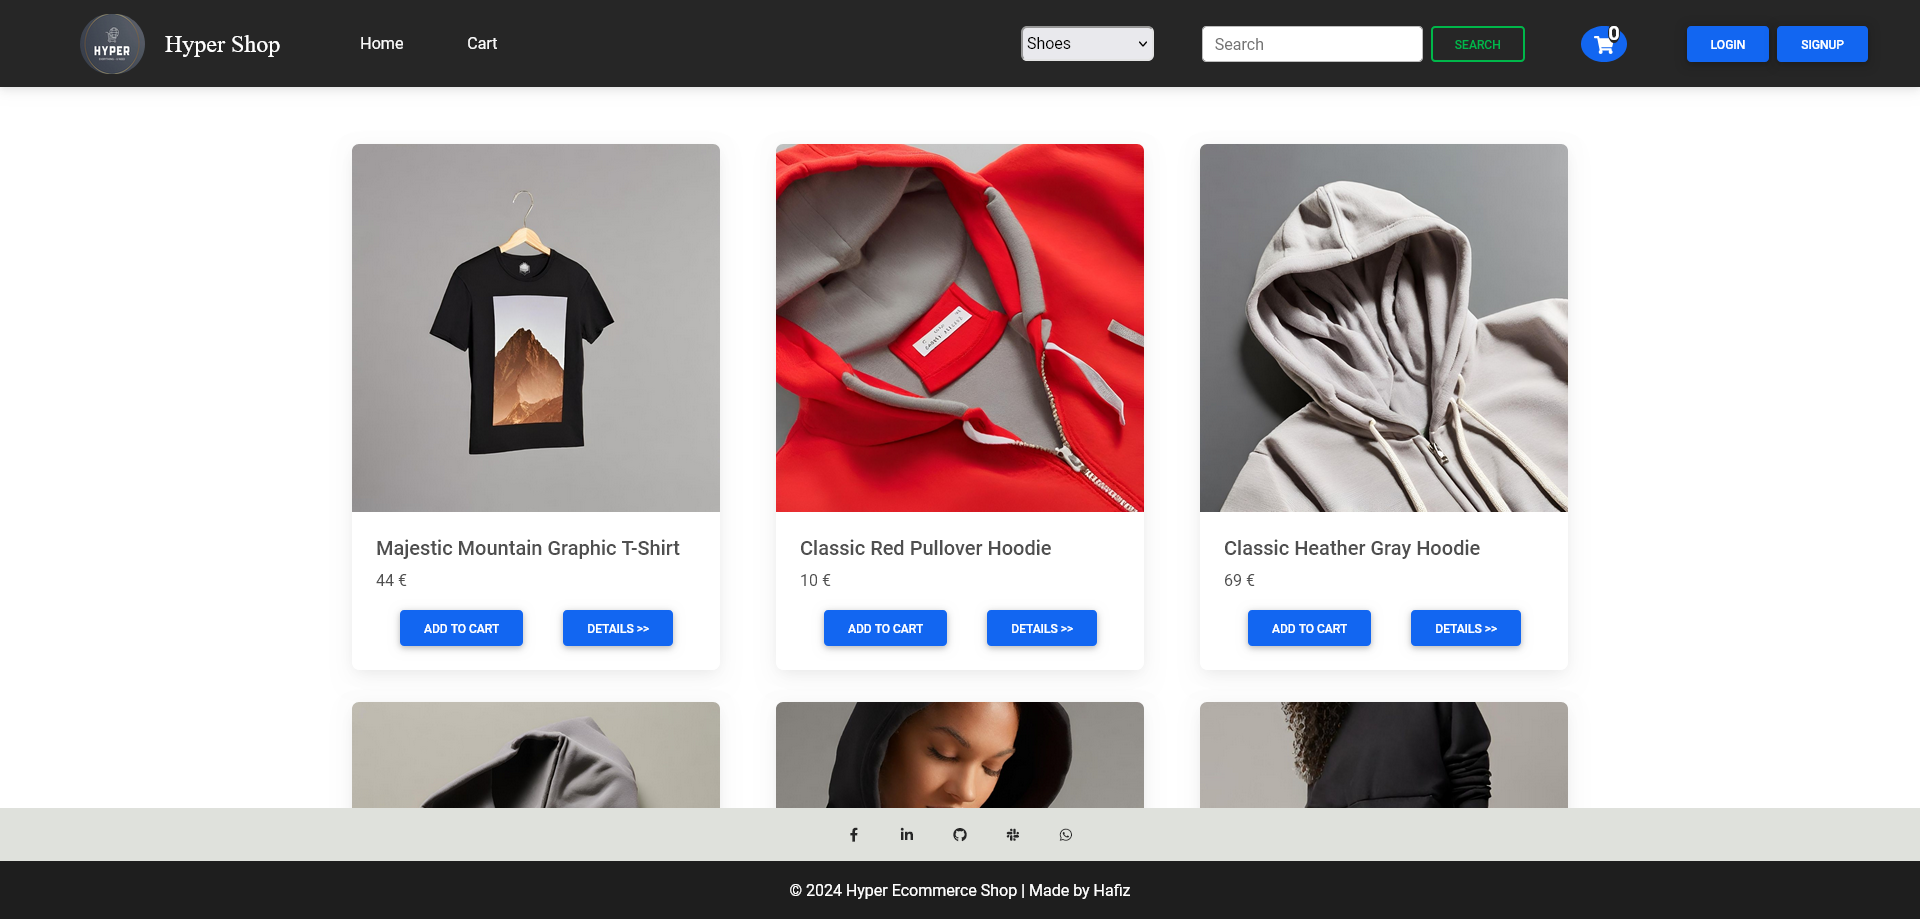 HYPER
Hyper Shop
Home
Cart
Shoes
Search
SEARCH
0
LOGIN
SIGNUP
Majestic Mountain Graphic T-Shirt
44 €
ADD TO CART
DETAILS >>
Classic Red Pullover Hoodie
10 €
ADD TO CART
DETAILS >>
Classic Heather Gray Hoodie
69 €
ADD TO CART
DETAILS >>
© 2024 Hyper Ecommerce Shop | Made by Hafiz